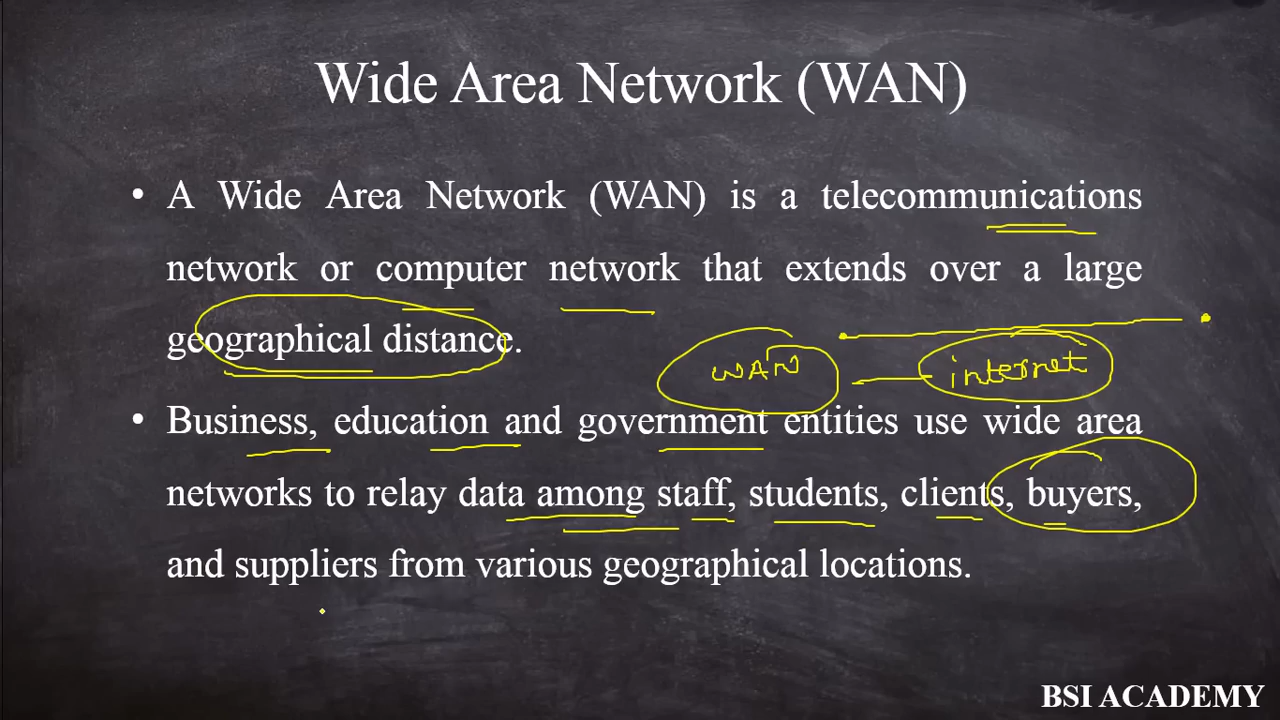 Wide Area Network (WAN)
• A Wide Area Network (WAN) is a telecommunications
network or computer network that extends over a large
geographical distance.
WAN internet
• Business, education and government entities use wide area
networks to relay data among staff, students, clients, buyers,
and suppliers from various geographical locations.
BSI ACADEMY